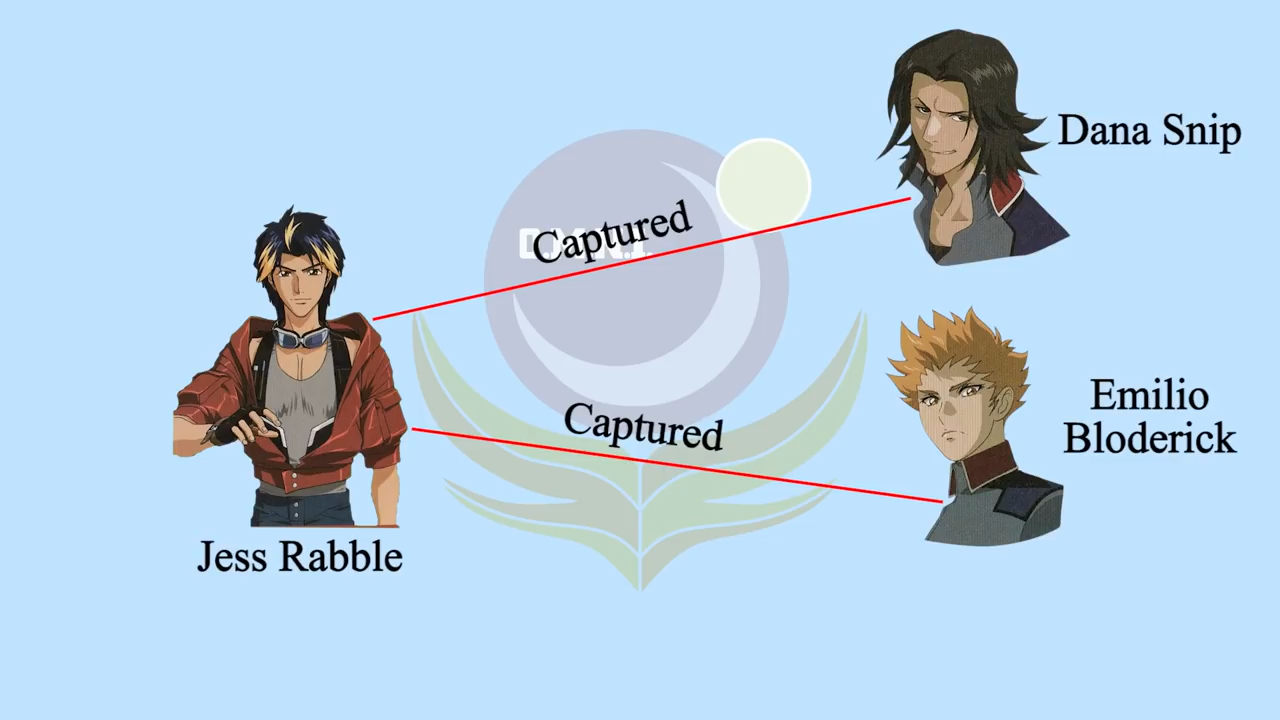 Dana Snip
Captured
Emilio
Bloderick
Captured
Jess Rabble